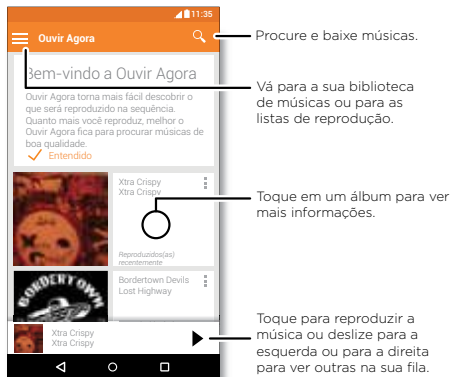 11:35
Ouvir Agora
Procure e baixe músicas.
Bem-vindo a Ouvir Agora
Ouvir Agora torna mais fácil descobrir o
que será reproduzido na sequência.
Quanto mais você reproduz, melhor o
Ouvir Agora fica para procurar músicas de
boa qualidade.
Entendido
Vá para a sua biblioteca
de músicas ou para as
listas de reprodução.
Xtra Crispy
Xtra Crispy
Reproduzidos(as)
recentemente
Toque em um álbum para ver
mais informações.
BORDERTOWN
Bordertown Devils
Lost Highway
Xtra Crispy
Xtra Crispy
Toque para reproduzir a
música ou deslize para a
esquerda ou para a direita
para ver outras na sua fila.